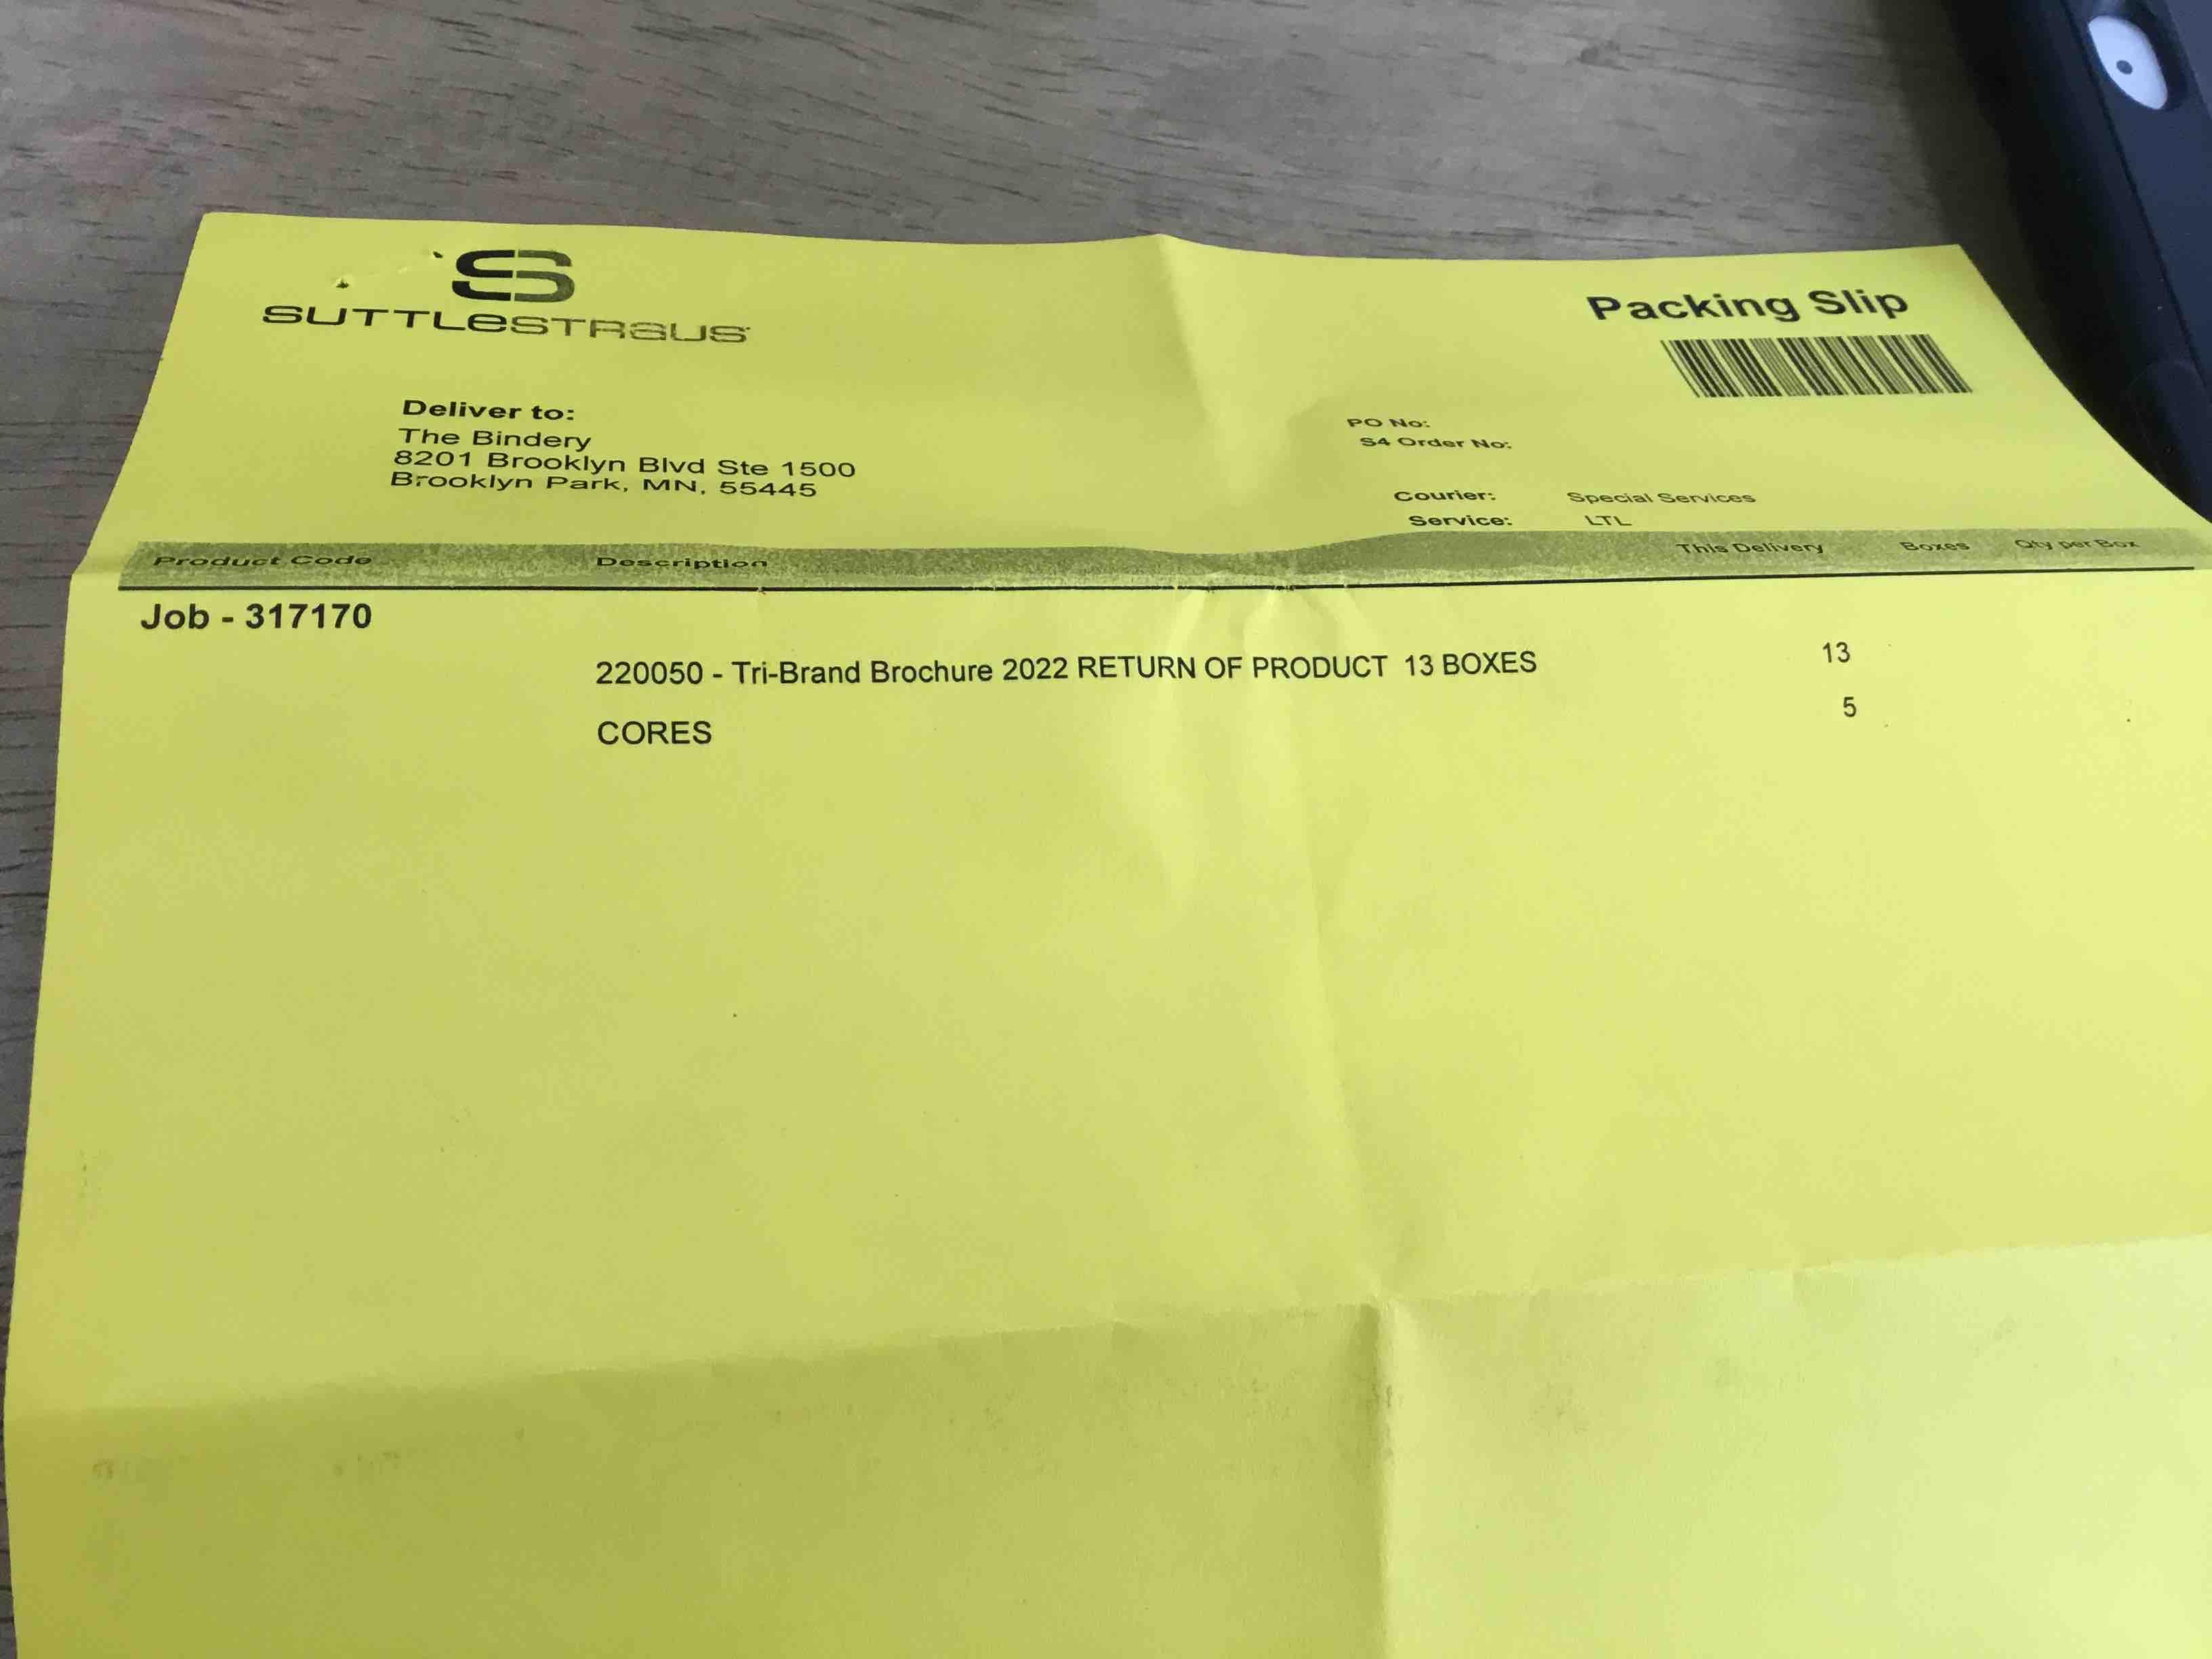 SUTTLESTRAUS
Packing Slip
Deliver to:
The Bindery
8201 Brooklyn Blvd Ste 1500
Brooklyn Park, MN, 55445
PO No:
S4 Order No:
Courier: Special Services
Service: LTL
Product Code Description This Delivery Boxes Qty per Box
Job - 317170
220050 - Tri-Brand Brochure 2022 RETURN OF PRODUCT 13 BOXES 13
CORES 5